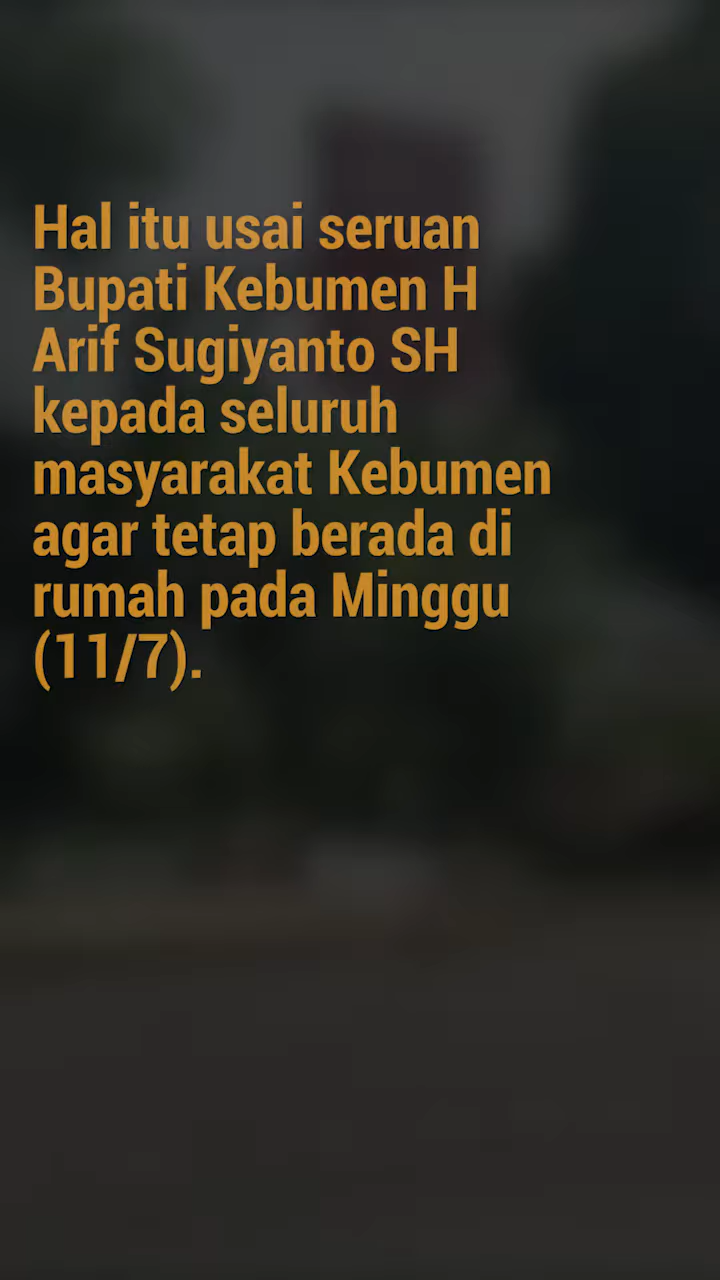 Hal itu usai seruan
Bupati Kebumen H
Arif Sugiyanto SH
kepada seluruh
masyarakat Kebumen
agar tetap berada di
rumah pada Minggu
(11/7).